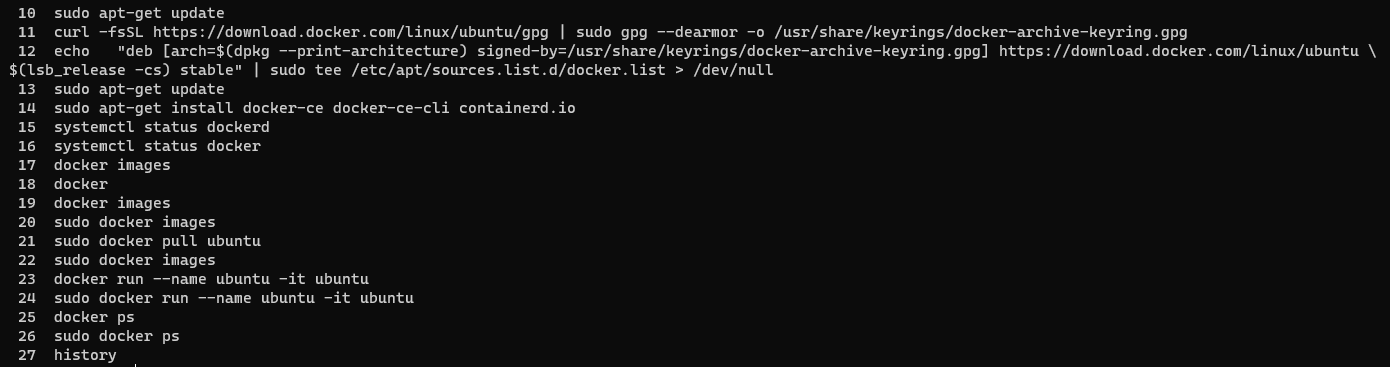 10 sudo apt-get update
11 curl -fsSL https://download.docker.com/linux/ubuntu/gpg | sudo gpg --dearmor -o /usr/share/keyrings/docker-archive-keyring.gpg
12 echo   "deb [arch=$(dpkg --print-architecture) signed-by=/usr/share/keyrings/docker-archive-keyring.gpg] https://download.docker.com/linux/ubuntu \
$(lsb_release -cs) stable" | sudo tee /etc/apt/sources.list.d/docker.list > /dev/null
13 sudo apt-get update
14 sudo apt-get install docker-ce docker-ce-cli containerd.io
15 systemctl status dockerd
16 systemctl status docker
17 docker images
18 docker
19 docker images
20 sudo docker images
21 sudo docker pull ubuntu
22 sudo docker images
23 docker run --name ubuntu -it ubuntu
24 sudo docker run --name ubuntu -it ubuntu
25 docker ps
26 sudo docker ps
27 history